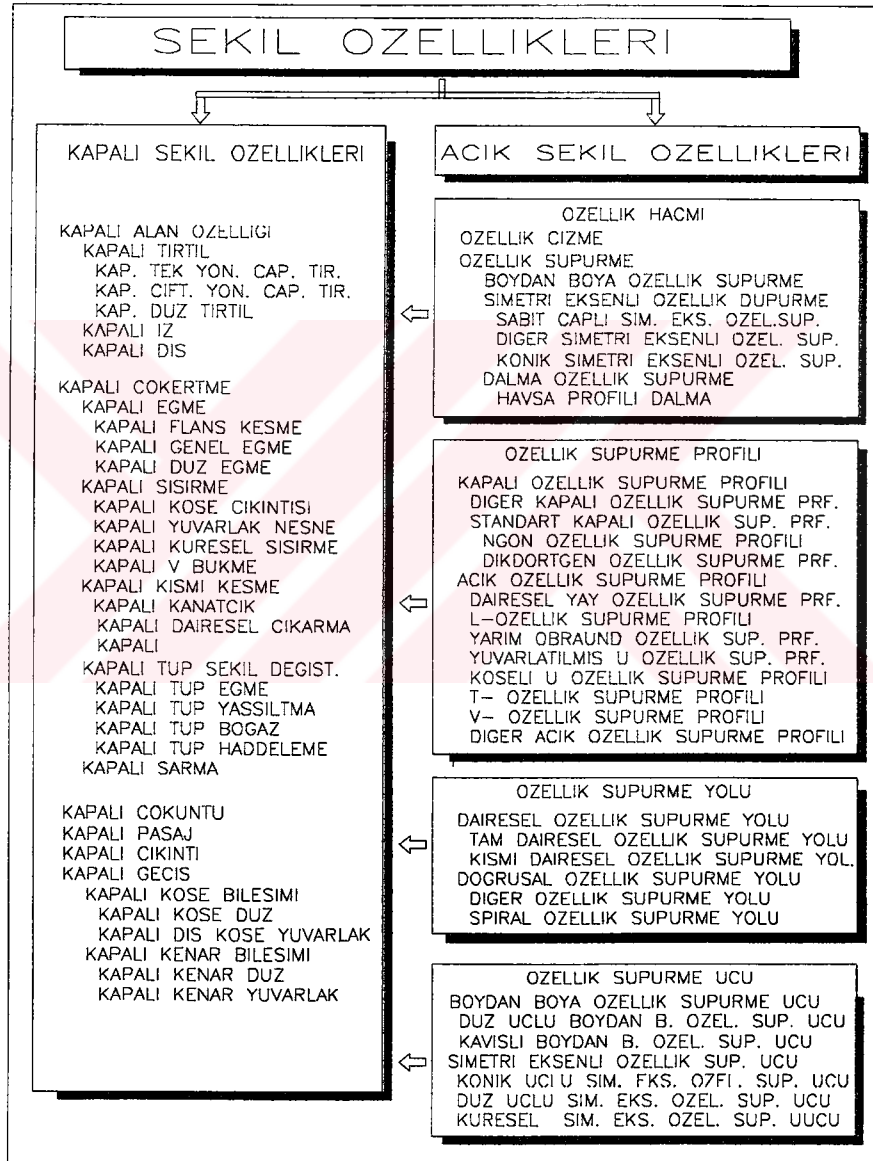 SEKIL OZELLIKLERI
KAPALI SEKIL OZELLIKLERI
KAPALI ALAN OZELLIGI
KAPALI TIRTIL
KAP. TEK YON. CAP. TIR.
KAP. CIFT. YON. CAP. TIR.
KAP. DUZ TIRTIL
KAPALI IZ
KAPALI DIS
KAPALI COKERTME
KAPALI EGME
KAPALI FLANS KESME
KAPALI GENEL EGME
KAPALI DUZ EGME
KAPALI SISIRME
KAPALI KOSE CIKINTISI
KAPALI YUVARLAK NESNE
KAPALI KURESEL SISIRME
KAPALI V BUKME
KAPALI KISMI KESME
KAPALI KANATCIK
KAPALI DAIRESEL CIKARMA
KAPALI
KAPALI TUP SEKIL DEGIST.
KAPALI TUP EGME
KAPALI TUP YASSILTMA
KAPALI TUP BOGAZ
KAPALI TUP HADDELEME
KAPALI SARMA
KAPALI COKUNTU
KAPALI PASAJ
KAPALI CIKINTI
KAPALI GECIS
KAPALI KOSE BILESIMI
KAPALI KOSE DUZ
KAPALI DIS KOSE YUVARLAK
KAPALI KENAR BILESIMI
KAPALI KENAR DUZ
KAPALI KENAR YUVARLAK
ACIK SEKIL OZELLIKLERI
OZELLIK HACMI
OZELLIK CIZME
OZELLIK SUPURME
BOYDAN BOYA OZELLIK SUPURME
SIMETRI EKSENLI OZELLIK DUPURME
SABIT CAPLI SIM. EKS. OZEL.SUP.
DIGER SIMETRI EKSENLI OZEL. SUP.
KONIK SIMETRI EKSENLI OZEL. SUP.
DALMA OZELLIK SUPURME
HAVSA PROFILI DALMA
OZELLIK SUPURME PROFILI
KAPALI OZELLIK SUPURME PROFILI
DIGER KAPALI OZELLIK SUPURME PRF.
STANDART KAPALI OZELLIK SUP. PRF.
NGON OZELLIK SUPURME PROFILI
DIKDORTGEN OZELLIK SUPURME PRF.
ACIK OZELLIK SUPURME PROFILI
DAIRESEL YAY OZELLIK SUPURME PRF.
L-OZELLIK SUPURME PROFILI
YARIM OBRAUND OZELLIK SUP. PRF.
YUVARLATILMIS U OZELLIK SUP. PRF.
KOSELI U OZELLIK SUPURME PROFILI
T- OZELLIK SUPURME PROFILI
V- OZELLIK SUPURME PROFILI
DIGER ACIK OZELLIK SUPURME PROFILI
OZELLIK SUPURME YOLU
DAIRESEL OZELLIK SUPURME YOLU
TAM DAIRESEL OZELLIK SUPURME YOLU
KISMI DAIRESEL OZELLIK SUPURME YOL.
DOGRUSAL OZELLIK SUPURME YOLU
DIGER OZELLIK SUPURME YOLU
SPIRAL OZELLIK SUPURME YOLU
OZELLIK SUPURME UCU
BOYDAN BOYA OZELLIK SUPURME UCU
DUZ UCLU BOYDAN B. OZEL. SUP. UCU
KAVISLI BOYDAN B. OZEL. SUP. UCU
SIMETRI EKSENLI OZELLIK SUP. UCU
KONIK UCLU SIM. EKS. OZEL. SUP. UCU
DUZ UCLU SIM. EKS. OZEL. SUP. UCU
KURESEL SIM. EKS. OZEL. SUP. UUCU